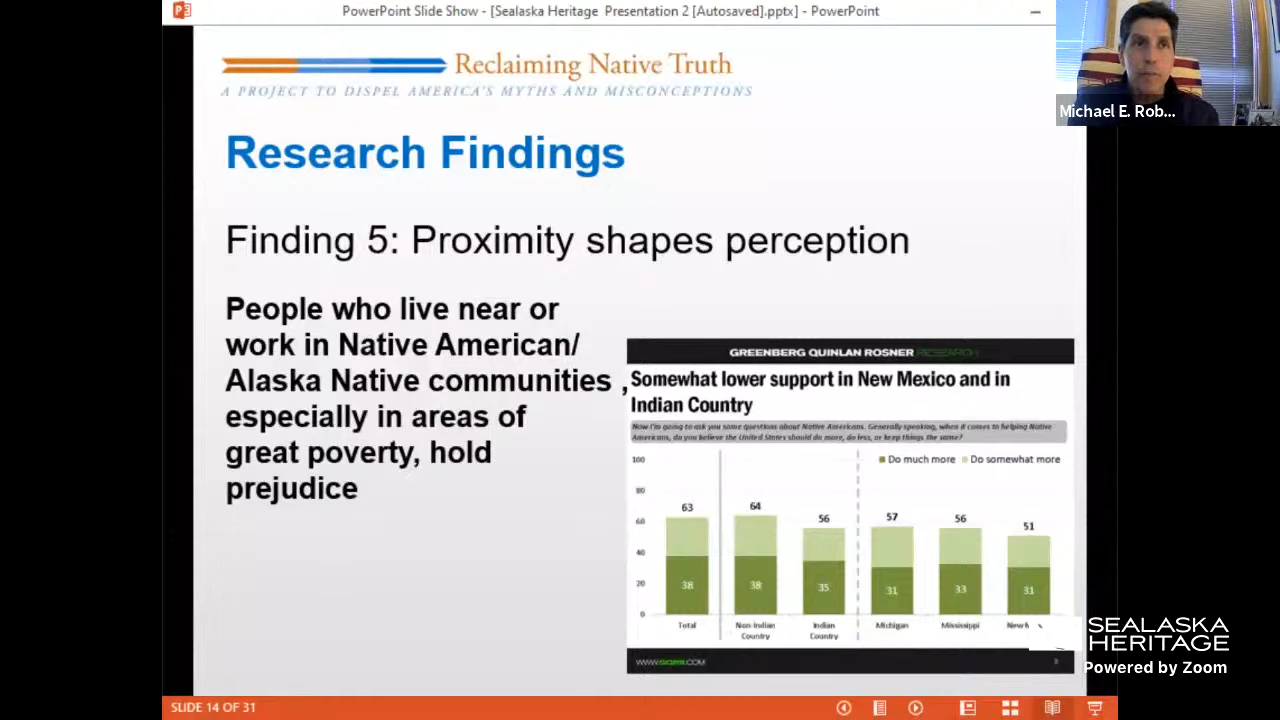 PowerPoint Slide Show - [Sealaska Heritage Presentation 2 [Autosaved].pptx] - PowerPoint
Reclaiming Native Truth
A PROJECT TO DISPEL AMERICA'S MYTHS AND MISCONCEPTIONS
Michael E. Rob...
Research Findings
Finding 5: Proximity shapes perception
People who live near or
work in Native American/
Alaska Native communities ,
especially in areas of
great poverty, hold
prejudice
GREENBERG QUINLAN ROSNER RESEARCH
Somewhat lower support in New Mexico and in
Indian Country
Now I'm going to ask you some questions about Native Americans. Generally speaking, when it comes to helping Native
Americans, do you believe the United States should do more, do less, or keep things the same?
Do much more Do somewhat more
100
80
60
40
20
0
63 64 56 57 56 51
38 38 35 31 33 31
Total Non-Indian Country Indian Country Michigan Mississippi New
SEALASKA
HERITAGE
Powered by Zoom
SLIDE 14 OF 31